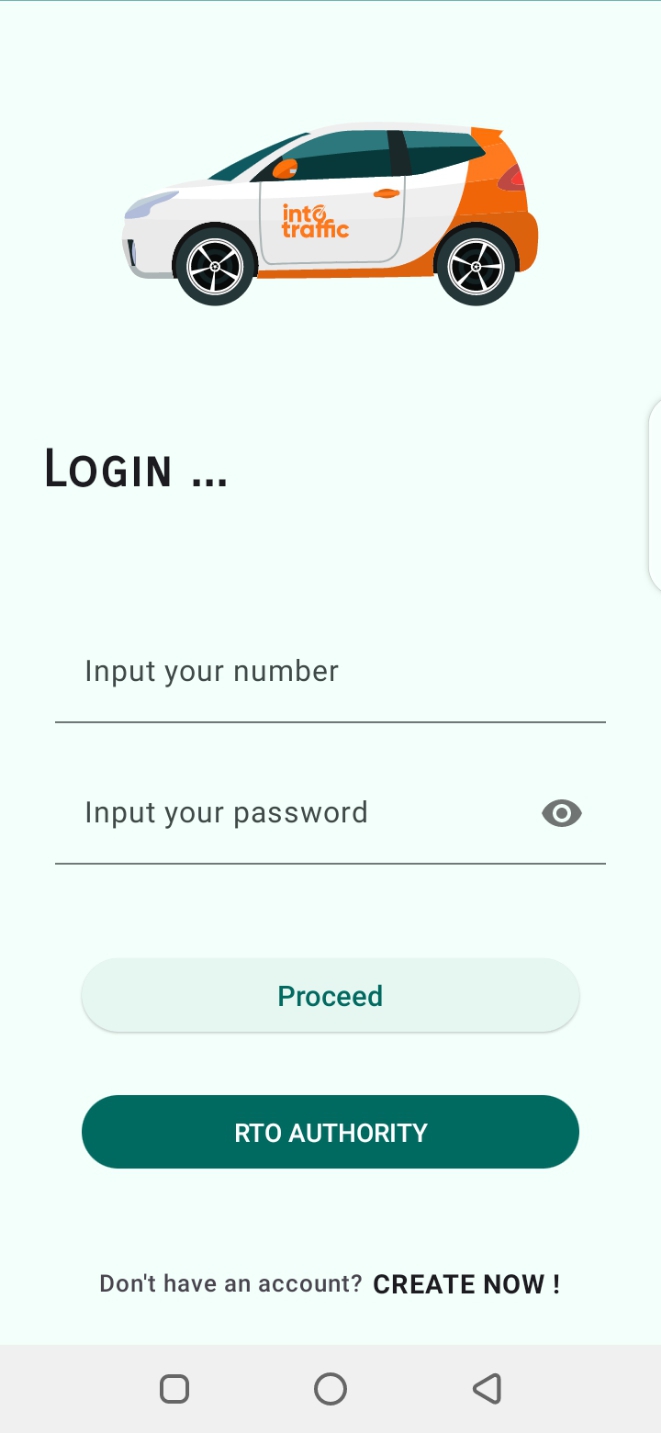 into
traffic
Login ...
Input your number
Input your password
Proceed
RTO AUTHORITY
Don't have an account? CREATE NOW !